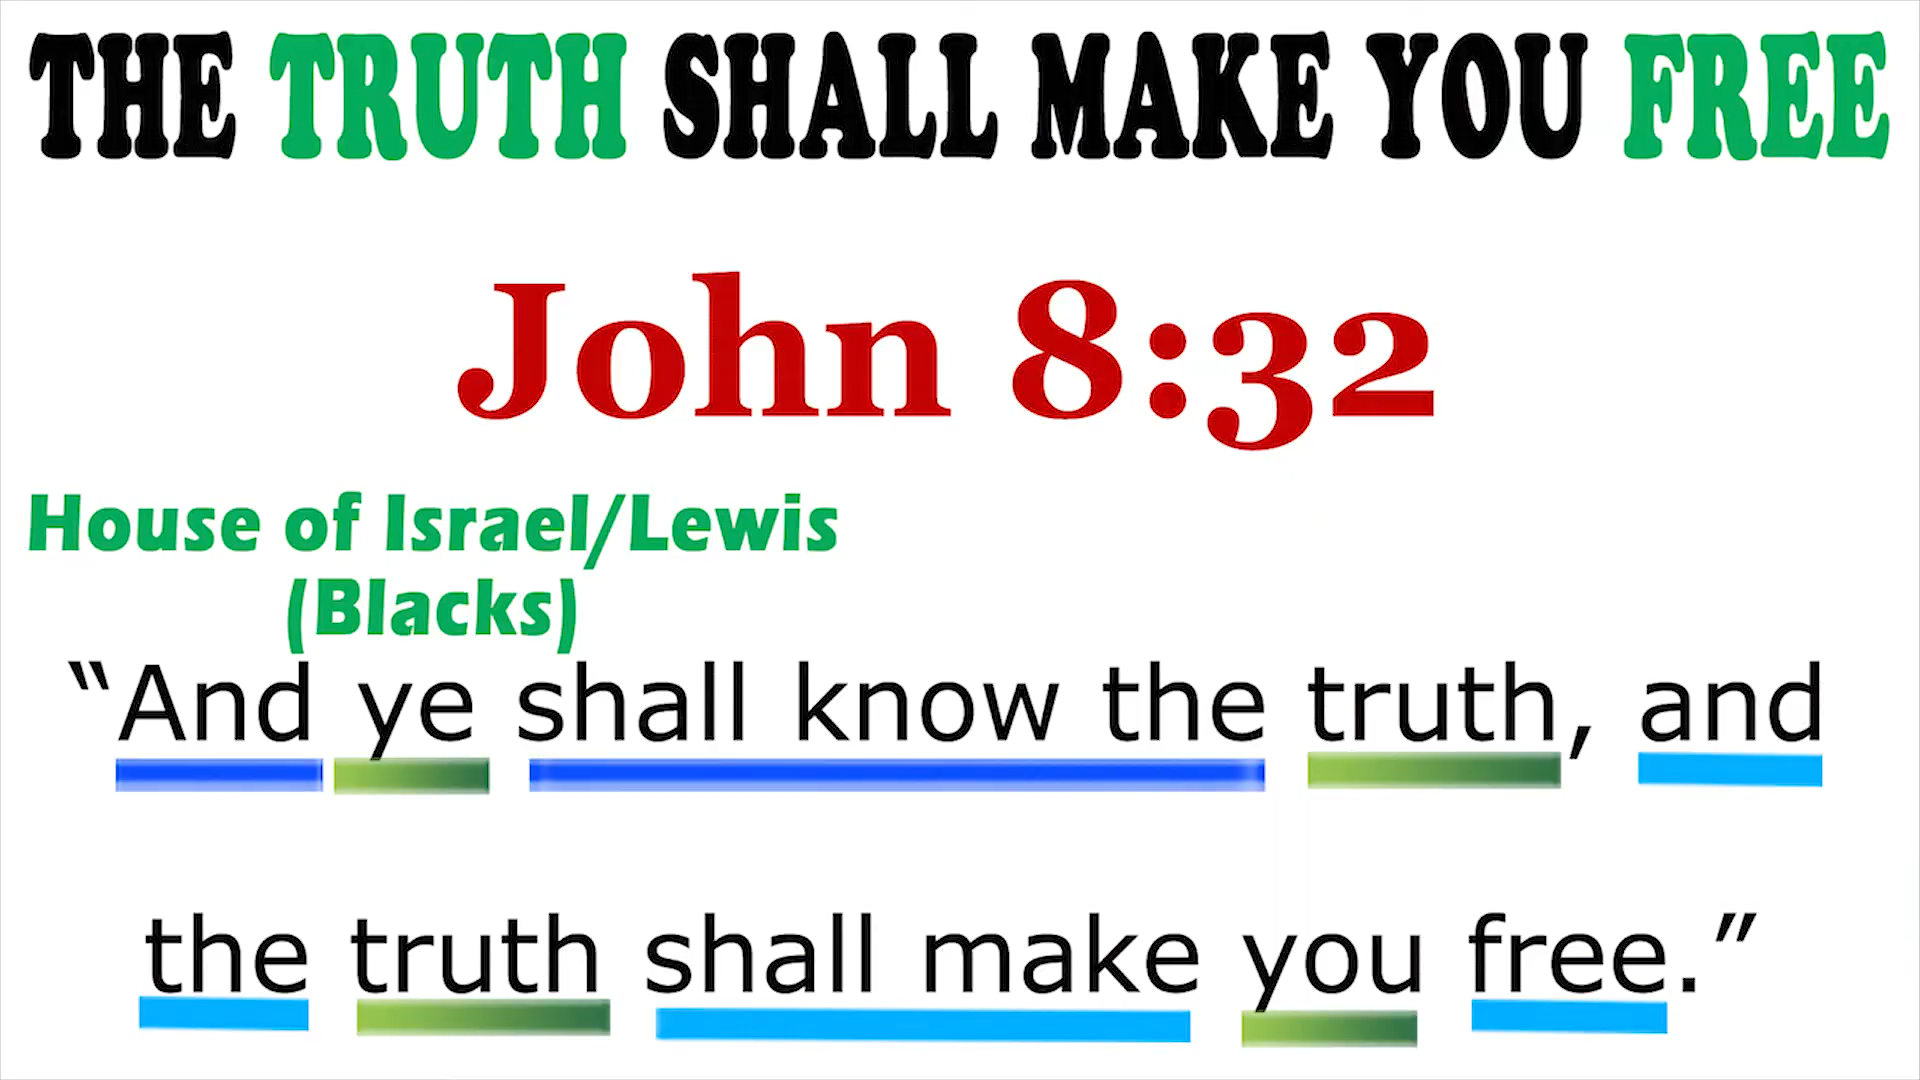 THE TRUTH SHALL MAKE YOU FREE
John 8:32
House of Israel/Lewis
(Blacks)
“And ye shall know the truth, and
the truth shall make you free.”